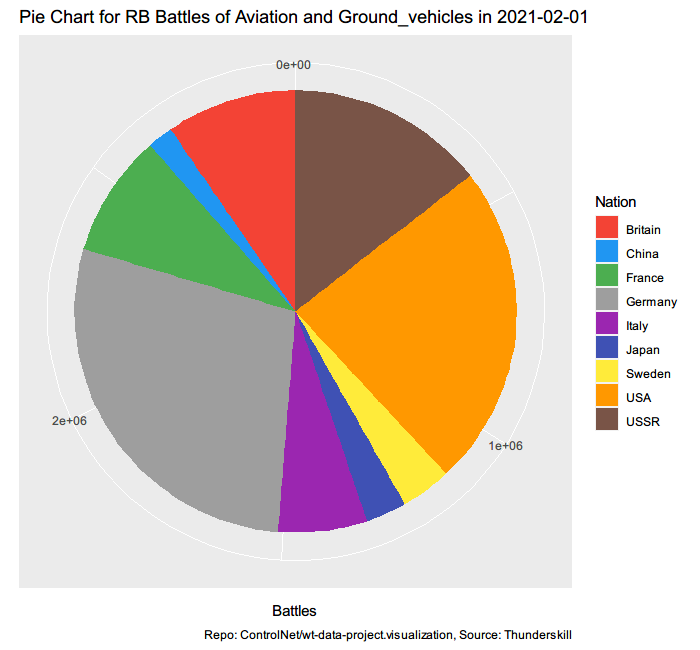 Pie Chart for RB Battles of Aviation and Ground_vehicles in 2021-02-01
0e+00
1e+06
2e+06
Battles
Nation
Britain
China
France
Germany
Italy
Japan
Sweden
USA
USSR
Repo: ControlNet/wt-data-project.visualization, Source: Thunderskill